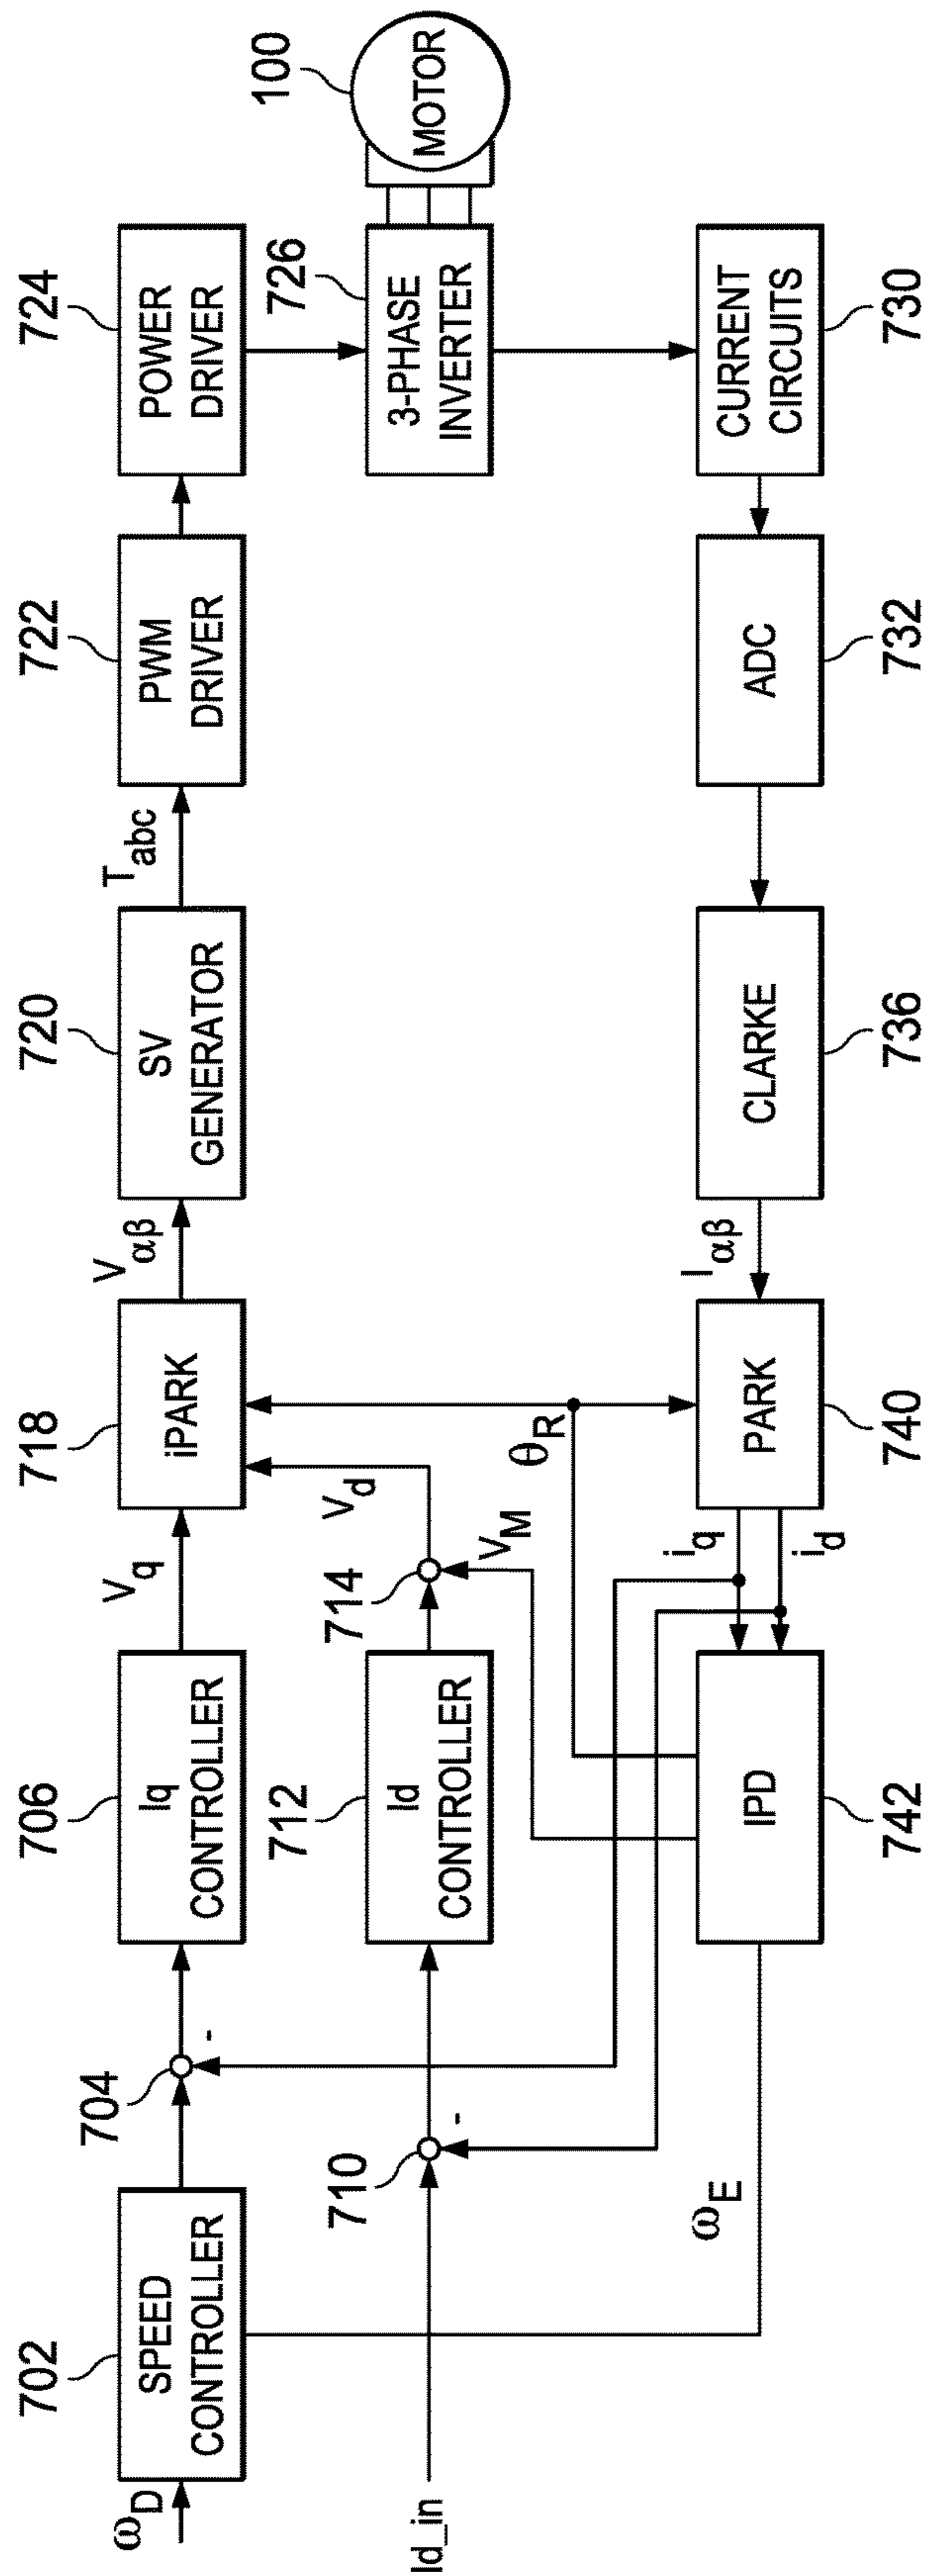 702
704
706
718
720
722
724
ωD
SPEED
CONTROLLER
Iq
CONTROLLER
Vq
iPARK
Vαβ
SV
GENERATOR
Tabc
PWM
DRIVER
POWER
DRIVER
710
712
714
726
100
Id_in
-
-
Id
CONTROLLER
Vd
VM
θR
3-PHASE
INVERTER
MOTOR
ωE
IPD
iq
id
PARK
Iαβ
CLARKE
ADC
CURRENT
CIRCUITS
742
740
736
732
730